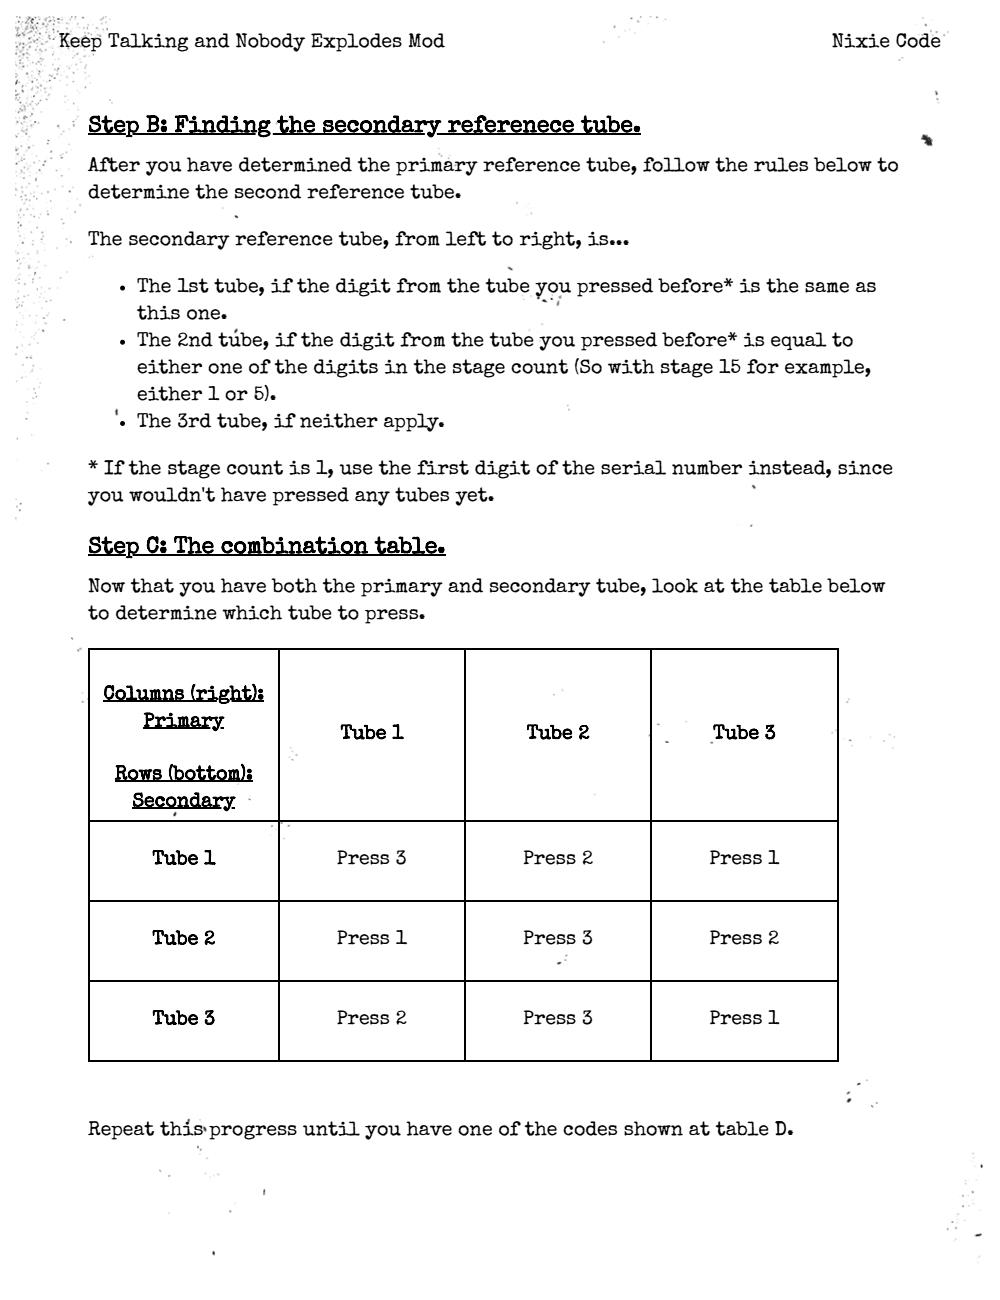 Keep Talking and Nobody Explodes Mod Nixie Code
Step B: Finding the secondary referenece tube.
After you have determined the primary reference tube, follow the rules below to
determine the second reference tube.
The secondary reference tube, from left to right, is...
• The 1st tube, if the digit from the tube you pressed before* is the same as
this one.
• The 2nd tube, if the digit from the tube you pressed before* is equal to
either one of the digits in the stage count (So with stage 15 for example,
either 1 or 5).
• The 3rd tube, if neither apply.
* If the stage count is 1, use the first digit of the serial number instead, since
you wouldn't have pressed any tubes yet.
Step C: The combination table.
Now that you have both the primary and secondary tube, look at the table below
to determine which tube to press.
Columns (right):
Primary
Rows (bottom):
Secondary
Tube 1 Tube 2 Tube 3
Tube 1 Press 3 Press 2 Press 1
Tube 2 Press 1 Press 3 Press 2
Tube 3 Press 2 Press 3 Press 1
Repeat this progress until you have one of the codes shown at table D.